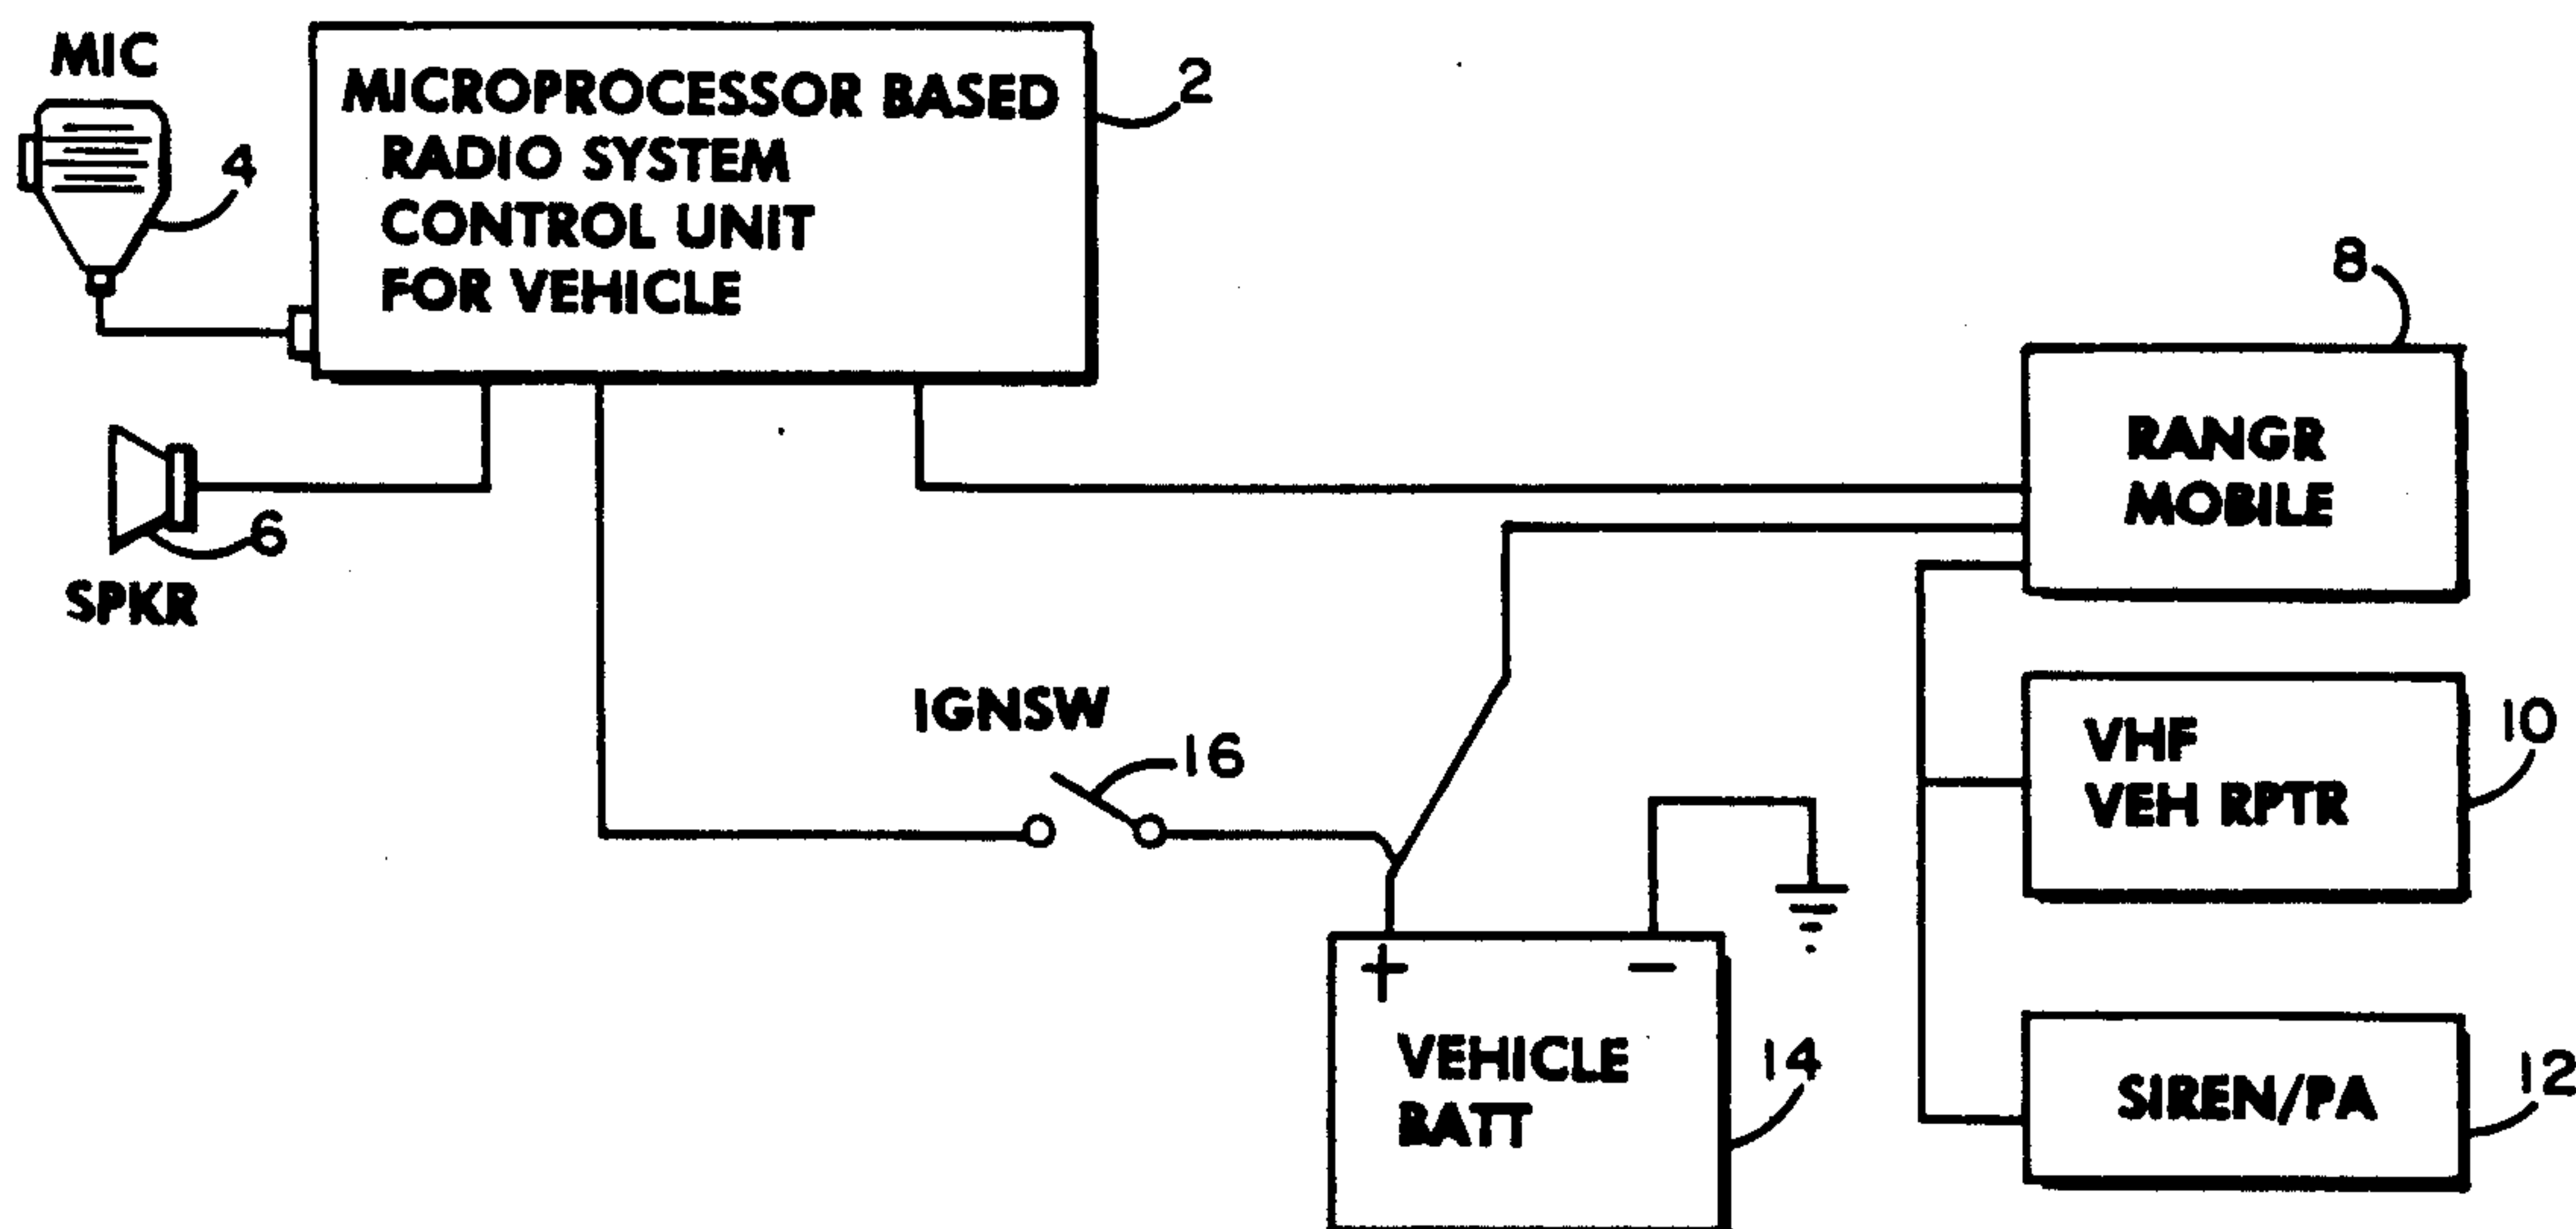 MIC
4
MICROPROCESSOR BASED
RADIO SYSTEM
CONTROL UNIT
FOR VEHICLE
2
6
SPKR
8
RANGR
MOBILE
IGNSW
16
VHF
VEH RPTR
10
+ −
VEHICLE
BATT
14
SIREN/PA
12